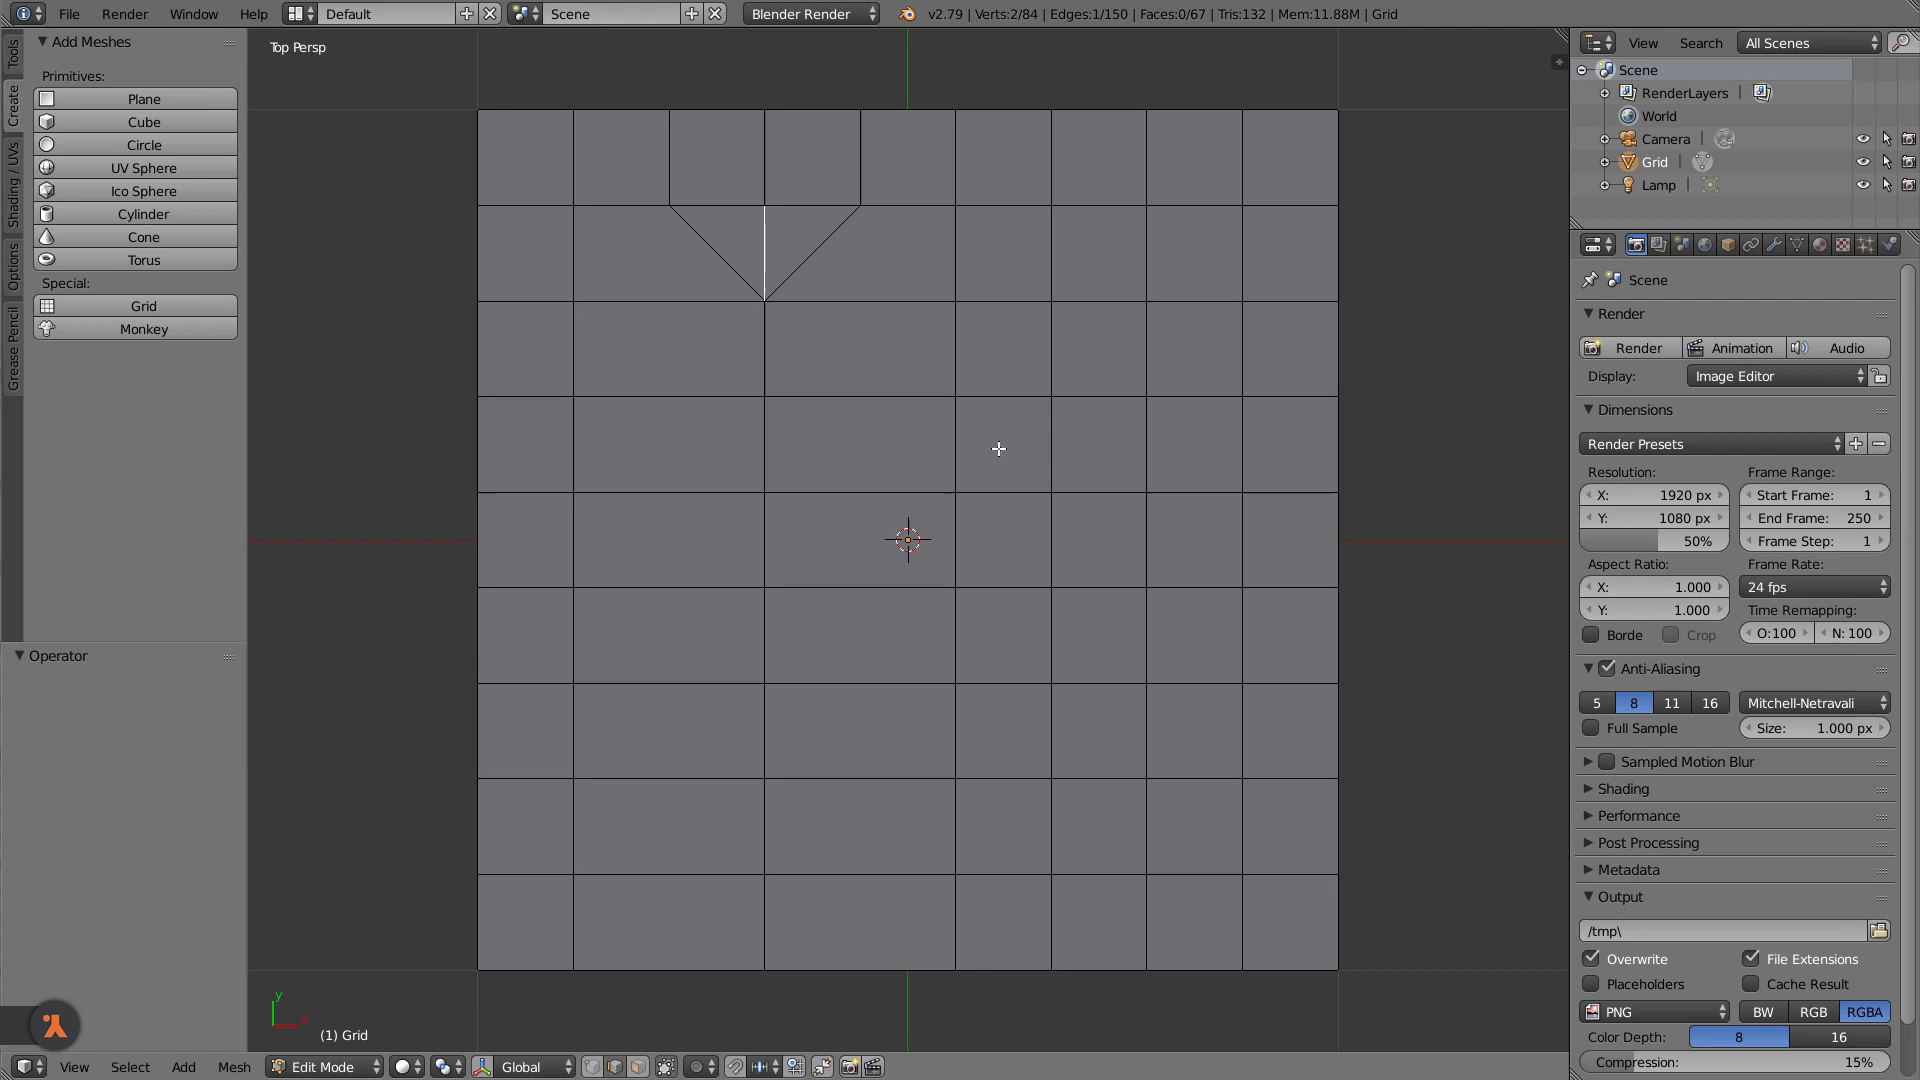 File Render Window Help Default Scene Blender Render v2.79 | Verts:2/84 | Edges:1/150 | Faces:0/67 | Tris:132 | Mem:11.88M | Grid
Tools
Create
Shading / UVs
Options
Grease Pencil
Add Meshes
Primitives:
Plane
Cube
Circle
UV Sphere
Ico Sphere
Cylinder
Cone
Torus
Special:
Grid
Monkey
Operator
Top Persp
y
x
(1) Grid
View Select Add Mesh Edit Mode Global
View Search All Scenes
Scene
RenderLayers |
World
Camera |
Grid |
Lamp |
Scene
Render
Render Animation Audio
Display: Image Editor
Dimensions
Render Presets
Resolution: Frame Range:
X: 1920 px Start Frame: 1
Y: 1080 px End Frame: 250
50% Frame Step: 1
Aspect Ratio: Frame Rate:
X: 1.000 24 fps
Y: 1.000 Time Remapping:
Borde Crop O:100 N: 100
Anti-Aliasing
5 8 11 16 Mitchell-Netravali
Full Sample Size: 1.000 px
Sampled Motion Blur
Shading
Performance
Post Processing
Metadata
Output
/tmp\
Overwrite File Extensions
Placeholders Cache Result
PNG BW RGB RGBA
Color Depth: 8 16
Compression: 15%